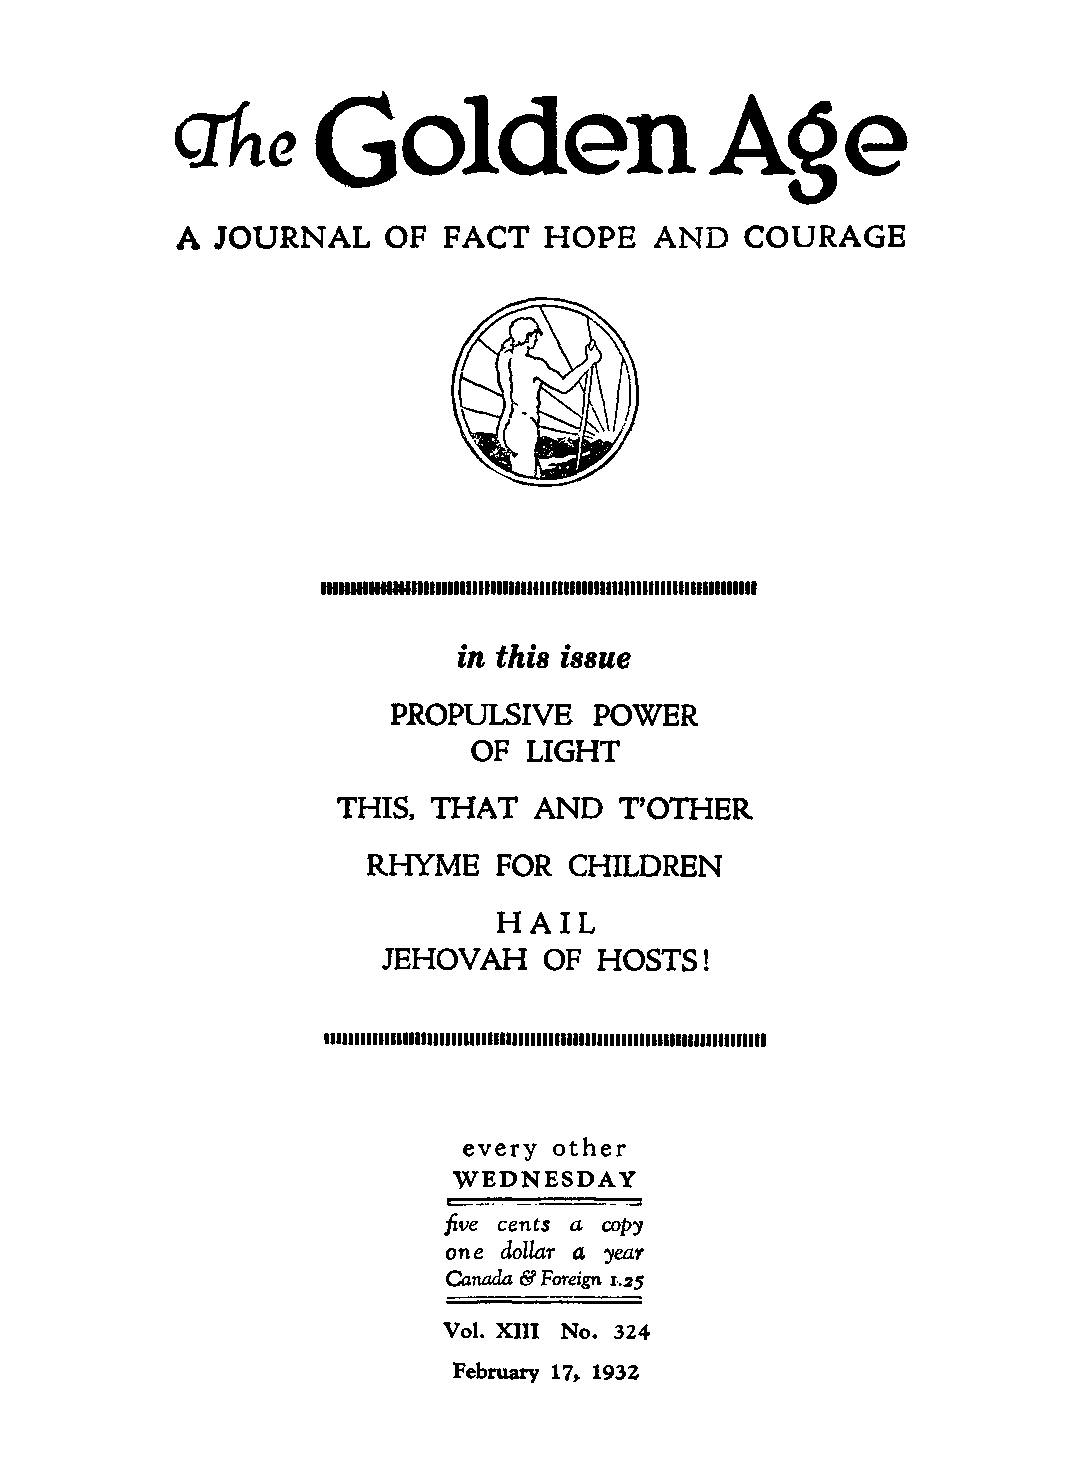 The Golden Age
A JOURNAL OF FACT HOPE AND COURAGE
in this issue
PROPULSIVE POWER
OF LIGHT
THIS, THAT AND T'OTHER
RHYME FOR CHILDREN
HAIL
JEHOVAH OF HOSTS!
every other
WEDNESDAY
five cents a copy
one dollar a year
Canada & Foreign 1.25
Vol. XIII No. 324
February 17, 1932